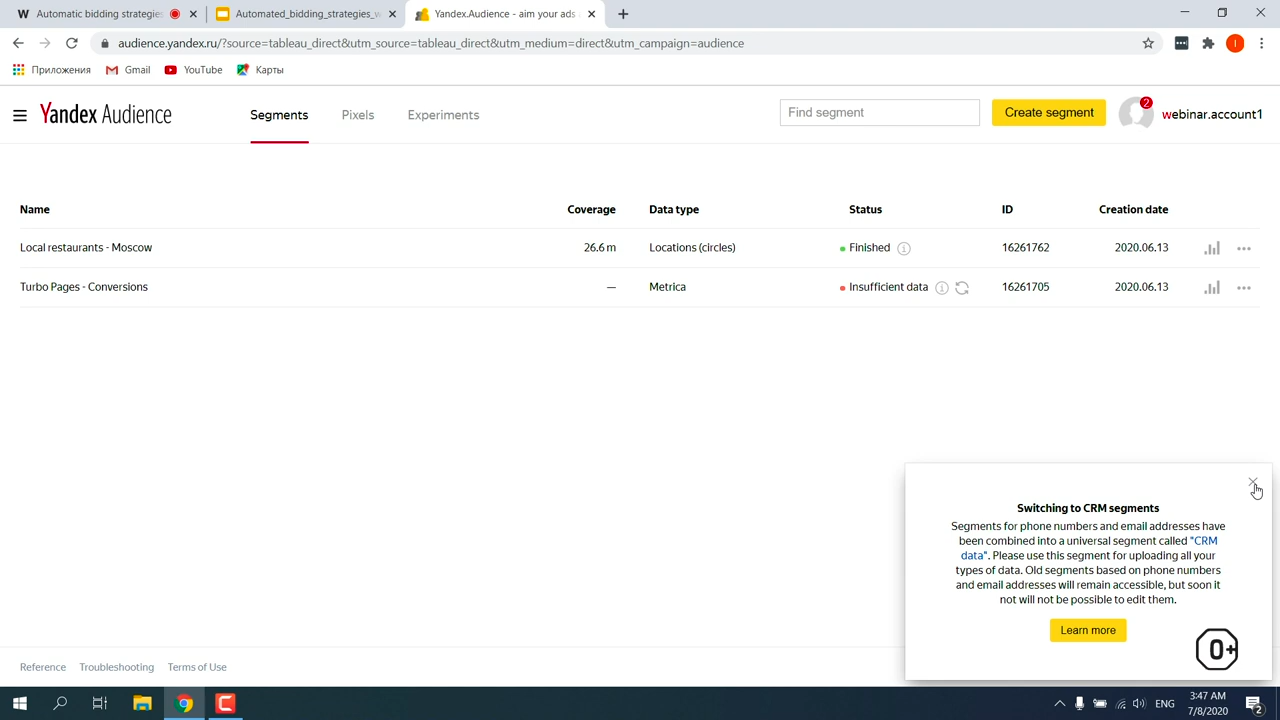 W Automatic bidding strategies
Automated_bidding_strategies_w
Yandex.Audience - aim your ads
audience.yandex.ru/?source=tableau_direct&utm_source=tableau_direct&utm_medium=direct&utm_campaign=audience
I
Приложения Gmail YouTube Карты
Yandex Audience Segments Pixels Experiments Find segment Create segment 2 webinar.account1
Name Coverage Data type Status ID Creation date
Local restaurants - Moscow 26.6 m Locations (circles) Finished 16261762 2020.06.13
Turbo Pages - Conversions — Metrica Insufficient data 16261705 2020.06.13
Switching to CRM segments
Segments for phone numbers and email addresses have
been combined into a universal segment called "CRM
data". Please use this segment for uploading all your
types of data. Old segments based on phone numbers
and email addresses will remain accessible, but soon it
not will not be possible to edit them.
Learn more
0+
Reference Troubleshooting Terms of Use
ENG
3:47 AM
7/8/2020
2